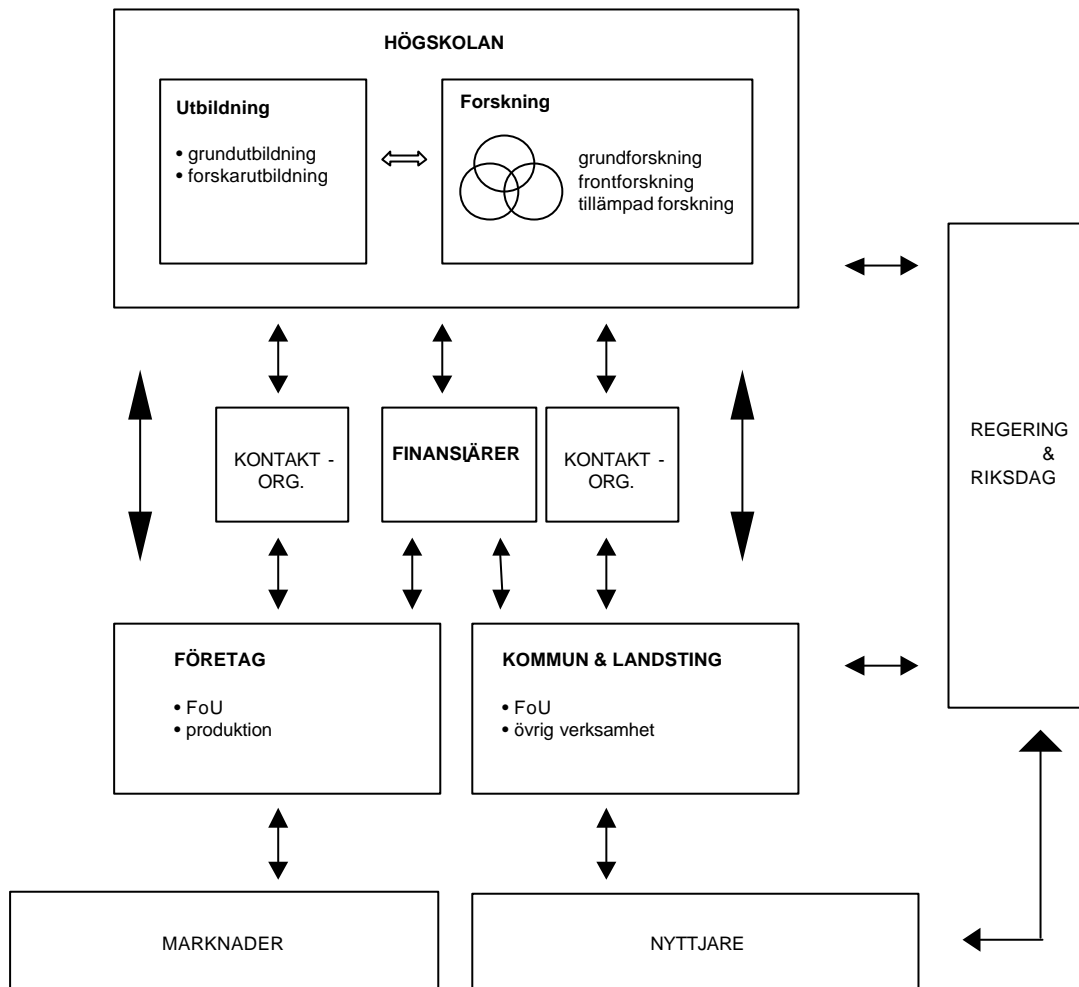 HÖGSKOLAN
Utbildning
• grundutbildning
• forskarutbildning
Forskning
grundforskning
frontforskning
tillämpad forskning
KONTAKT -
ORG.
FINANSIÄRER
KONTAKT -
ORG.
REGERING
&
RIKSDAG
FÖRETAG
• FoU
• produktion
KOMMUN & LANDSTING
• FoU
• övrig verksamhet
MARKNADER
NYTTJARE